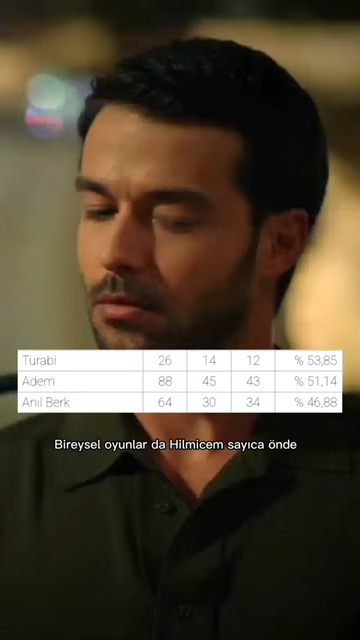 Turabi 26 14 12 % 53,85
Adem 88 45 43 % 51,14
Anıl Berk 64 30 34 % 46,88
Bireysel oyunlar da Hilmicem sayıca önde